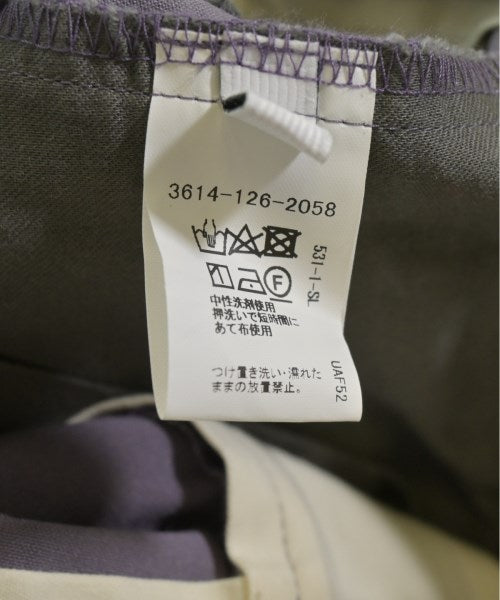 3614-126-2058
531-1-SL
F
中性洗剤使用
押洗いで短時間に
あて布使用
つけ置き洗い・濡れた
ままの放置禁止。
UAF52